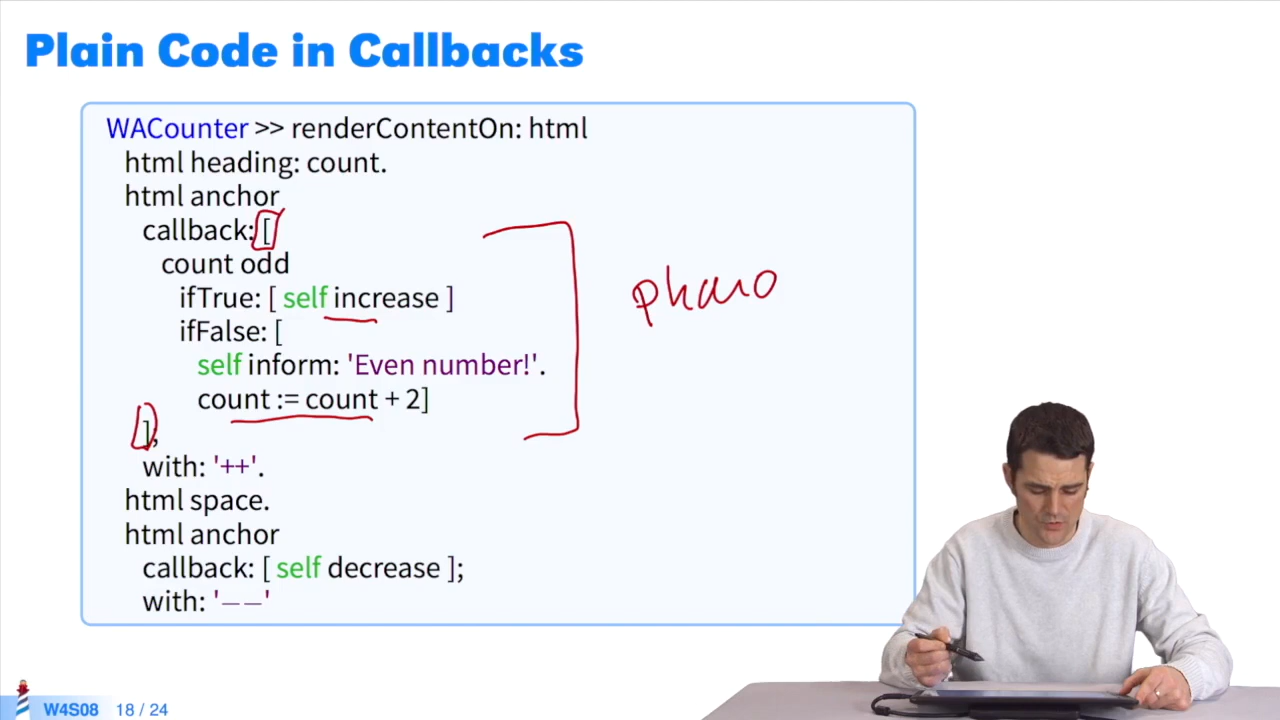 Plain Code in Callbacks
WACounter >> renderContentOn: html
html heading: count.
html anchor
callback: [
count odd
ifTrue: [ self increase ]
ifFalse: [
self inform: 'Even number!'.
count := count + 2]
];
with: '++'.
html space.
html anchor
callback: [ self decrease ];
with: '−−'
pharo
W4S08 18 / 24